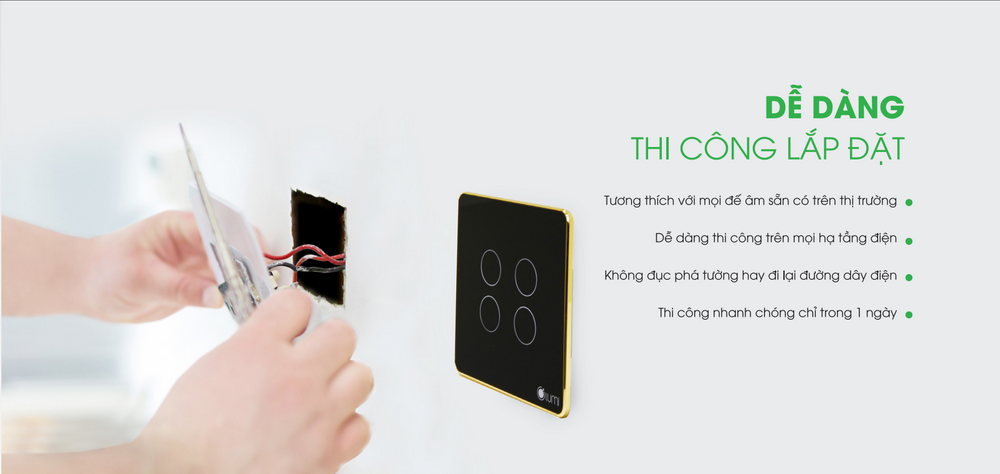 DỄ DÀNG
THI CÔNG LẮP ĐẶT
Tương thích với mọi đế âm sẵn có trên thị trường
Dễ dàng thi công trên mọi hạ tầng điện
Không đục phá tường hay đi lại đường dây điện
Thi công nhanh chóng chỉ trong 1 ngày
Lumi